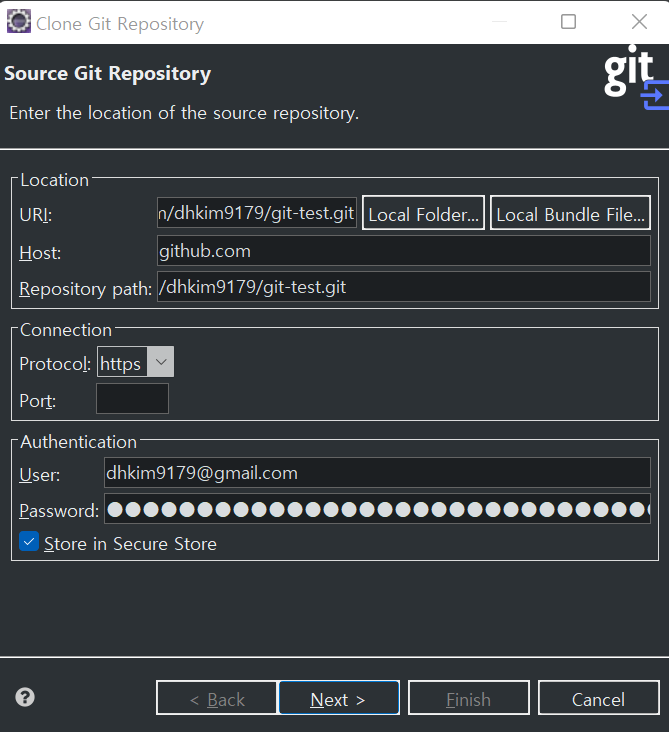 Clone Git Repository
Source Git Repository
git
Enter the location of the source repository.
Location
URI: n/dhkim9179/git-test.git Local Folder... Local Bundle File...
Host: github.com
Repository path: /dhkim9179/git-test.git
Connection
Protocol: https
Port:
Authentication
User: dhkim9179@gmail.com
Password: ●●●●●●●●●●●●●●●●●●●●●●●●●●●●●●●
Store in Secure Store
? < Back Next > Finish Cancel